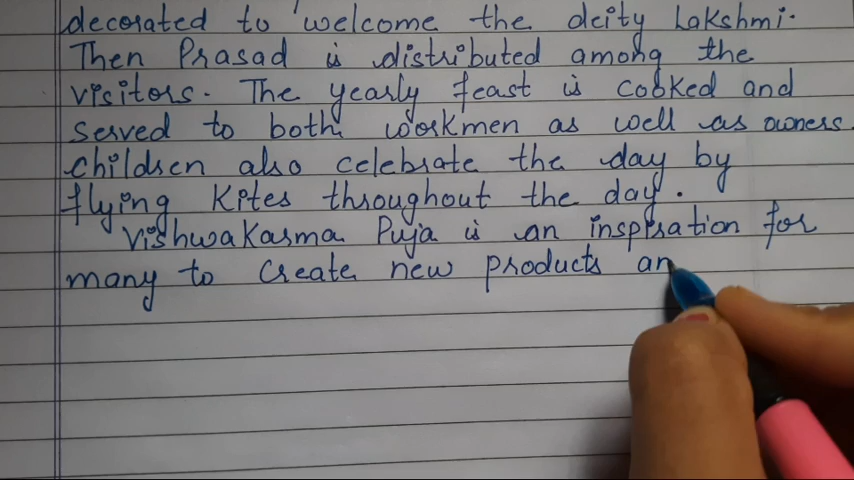 decorated to welcome the deity Lakshmi.
Then Prasad is distributed among the
visitors. The yearly feast is cooked and
served to both workmen as well as owners.
Children also celebrate the day by
flying Kites throughout the day.
Vishwakarma Puja is an inspiration for
many to create new products an